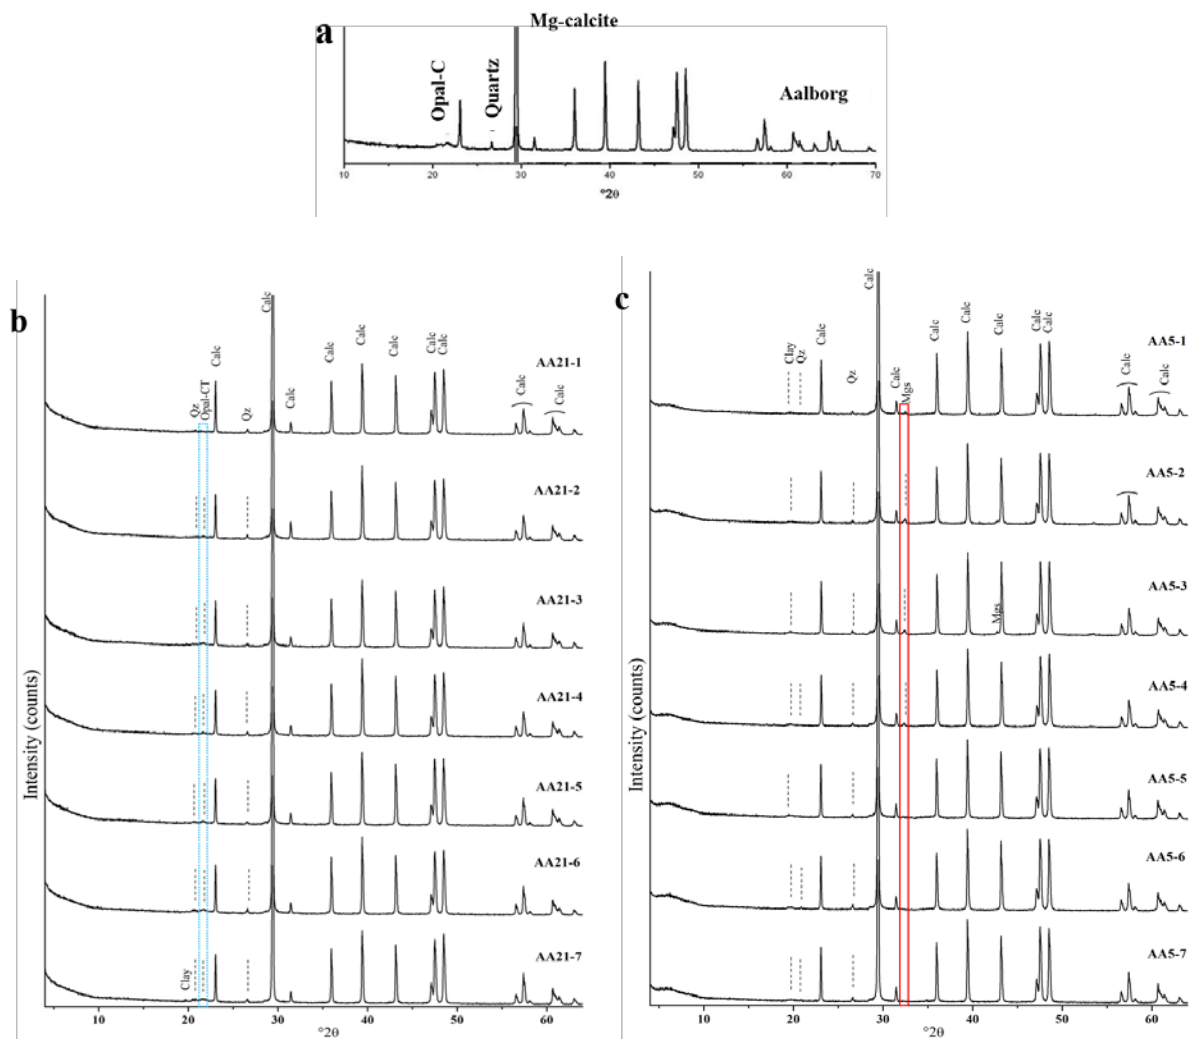 a
Mg-calcite
Opal-C
Quartz
Aalborg
10 20 30 40 50 60 70
°2θ
b
Intensity (counts)
Qz
Opal-CT
Calc
Qz
Calc
Calc
Calc
Calc
Calc
Calc
Calc
Calc
Calc
AA21-1
AA21-2
AA21-3
AA21-4
AA21-5
AA21-6
Clay
AA21-7
10 20 30 40 50 60
°2θ
c
Intensity (counts)
Clay
Qz
Calc
Qz
Calc
Calc
Mgs
Calc
Calc
Calc
Calc
Calc
Calc
Calc
AA5-1
AA5-2
AA5-3
Mgs
AA5-4
AA5-5
AA5-6
AA5-7
10 20 30 40 50 60
°2θ